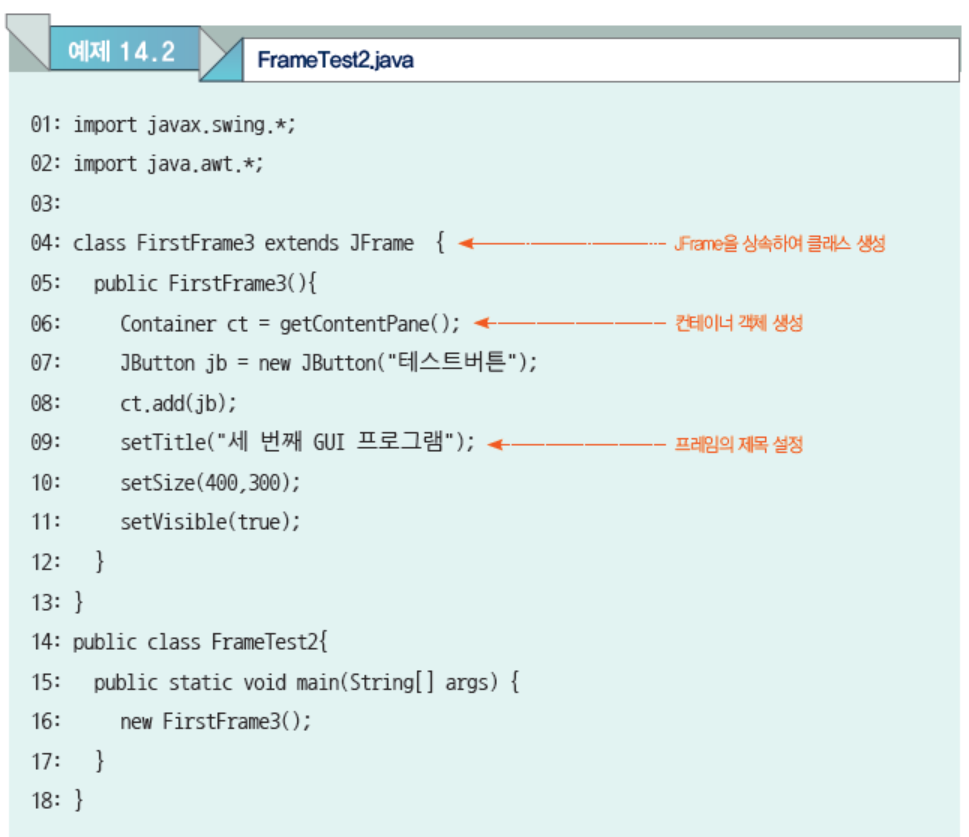 예제 14.2
FrameTest2.java
01: import javax.swing.*;
02: import java.awt.*;
03:
04: class FirstFrame3 extends JFrame  { JFrame을 상속하여 클래스 생성
05:   public FirstFrame3(){
06:      Container ct = getContentPane(); 컨테이너 객체 생성
07:      JButton jb = new JButton("테스트버튼");
08:      ct.add(jb);
09:      setTitle("세 번째 GUI 프로그램"); 프레임의 제목 설정
10:      setSize(400,300);
11:      setVisible(true);
12:   }
13: }
14: public class FrameTest2{
15:   public static void main(String[] args) {
16:      new FirstFrame3();
17:   }
18: }